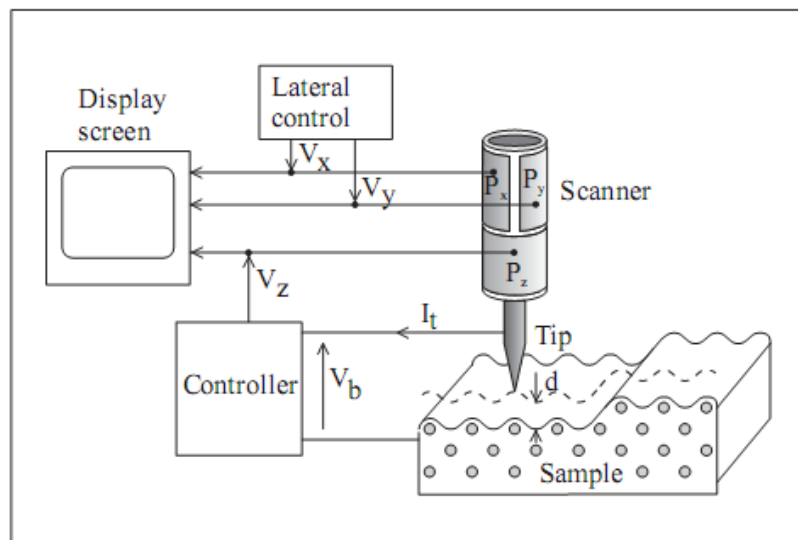 Lateral
control
Display
screen
Vx
Vy
Px
Py
Scanner
Pz
Vz
It
Tip
Controller
Vb
d
Sample